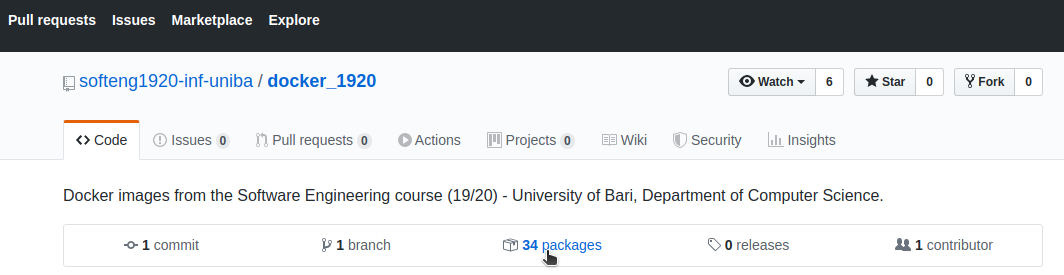 Pull requests Issues Marketplace Explore
softeng1920-inf-uniba / docker_1920 Watch 6 Star 0 Fork 0
Code Issues 0 Pull requests 0 Actions Projects 0 Wiki Security Insights
Docker images from the Software Engineering course (19/20) - University of Bari, Department of Computer Science.
1 commit 1 branch 34 packages 0 releases 1 contributor